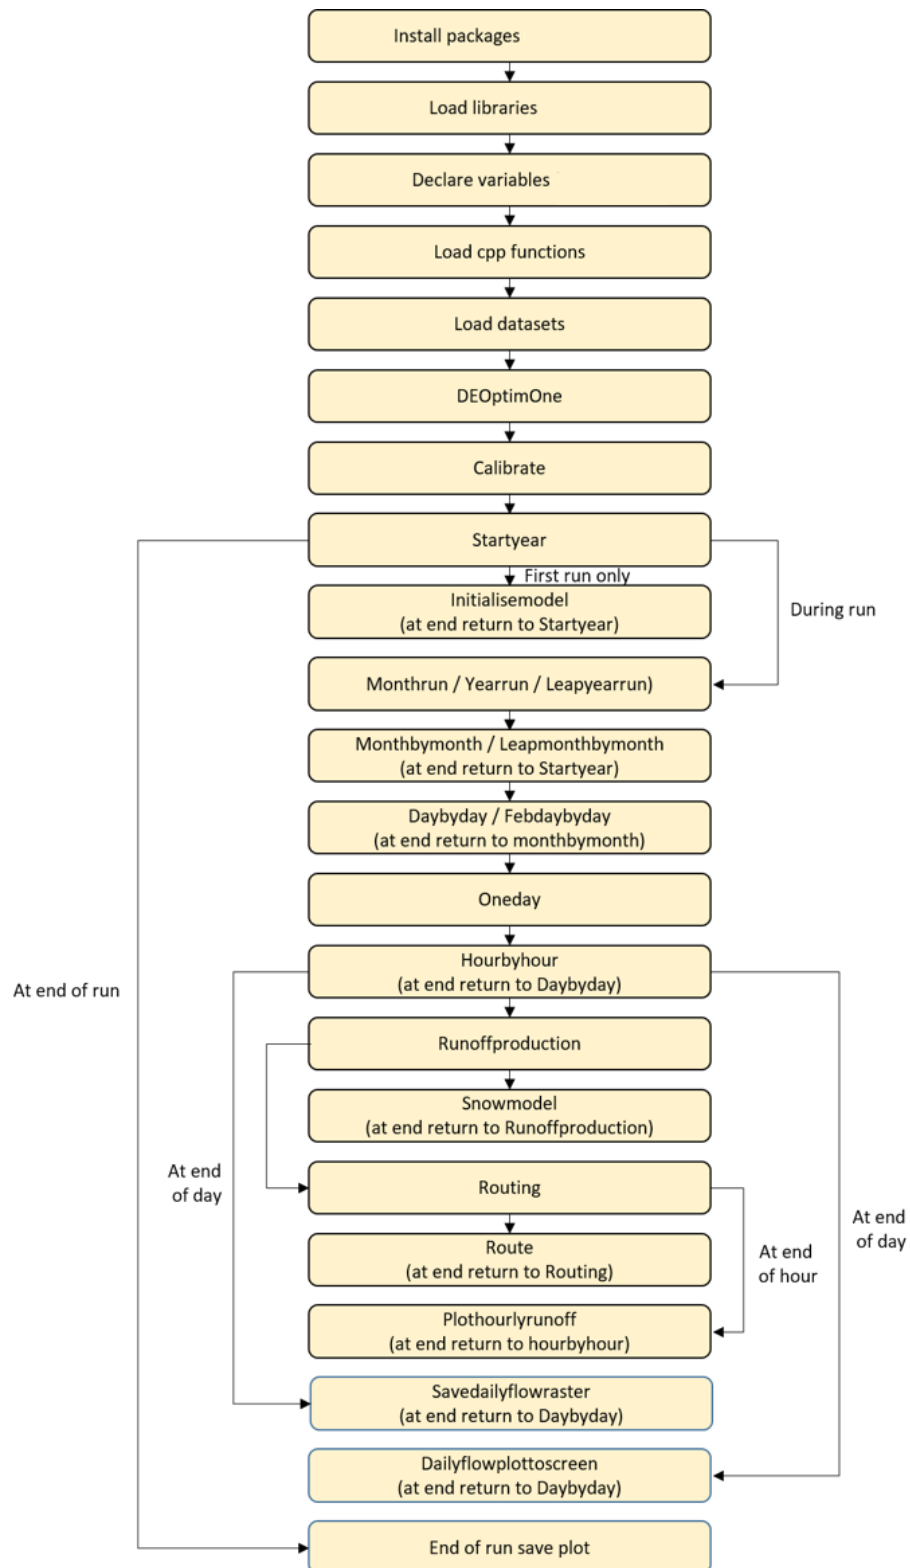 Install packages
Load libraries
Declare variables
Load cpp functions
Load datasets
DEOptimOne
Calibrate
Startyear
First run only
Initialisemodel
(at end return to Startyear)
During run
Monthrun / Yearrun / Leapyearrun)
Monthbymonth / Leapmonthbymonth
(at end return to Startyear)
Daybyday / Febdaybyday
(at end return to monthbymonth)
Oneday
Hourbyhour
(at end return to Daybyday)
At end of run
Runoffproduction
Snowmodel
(at end return to Runoffproduction)
At end
of day
Routing
At end
of day
Route
(at end return to Routing)
At end
of hour
Plothourlyrunoff
(at end return to hourbyhour)
Savedailyflowraster
(at end return to Daybyday)
Dailyflowplottoscreen
(at end return to Daybyday)
End of run save plot